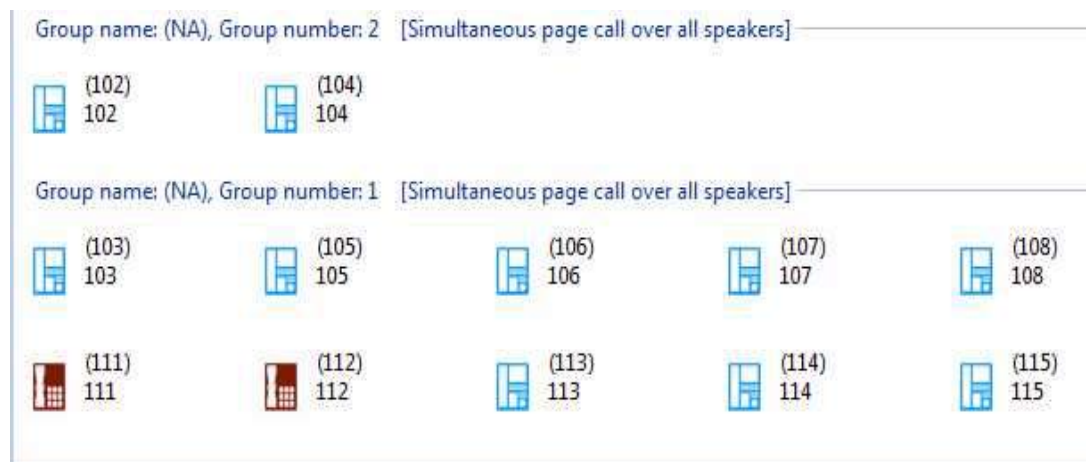 Group name: (NA), Group number: 2 [Simultaneous page call over all speakers]
(102) (104)
102 104
Group name: (NA), Group number: 1 [Simultaneous page call over all speakers]
(103) (105) (106) (107) (108)
103 105 106 107 108
(111) (112) (113) (114) (115)
111 112 113 114 115